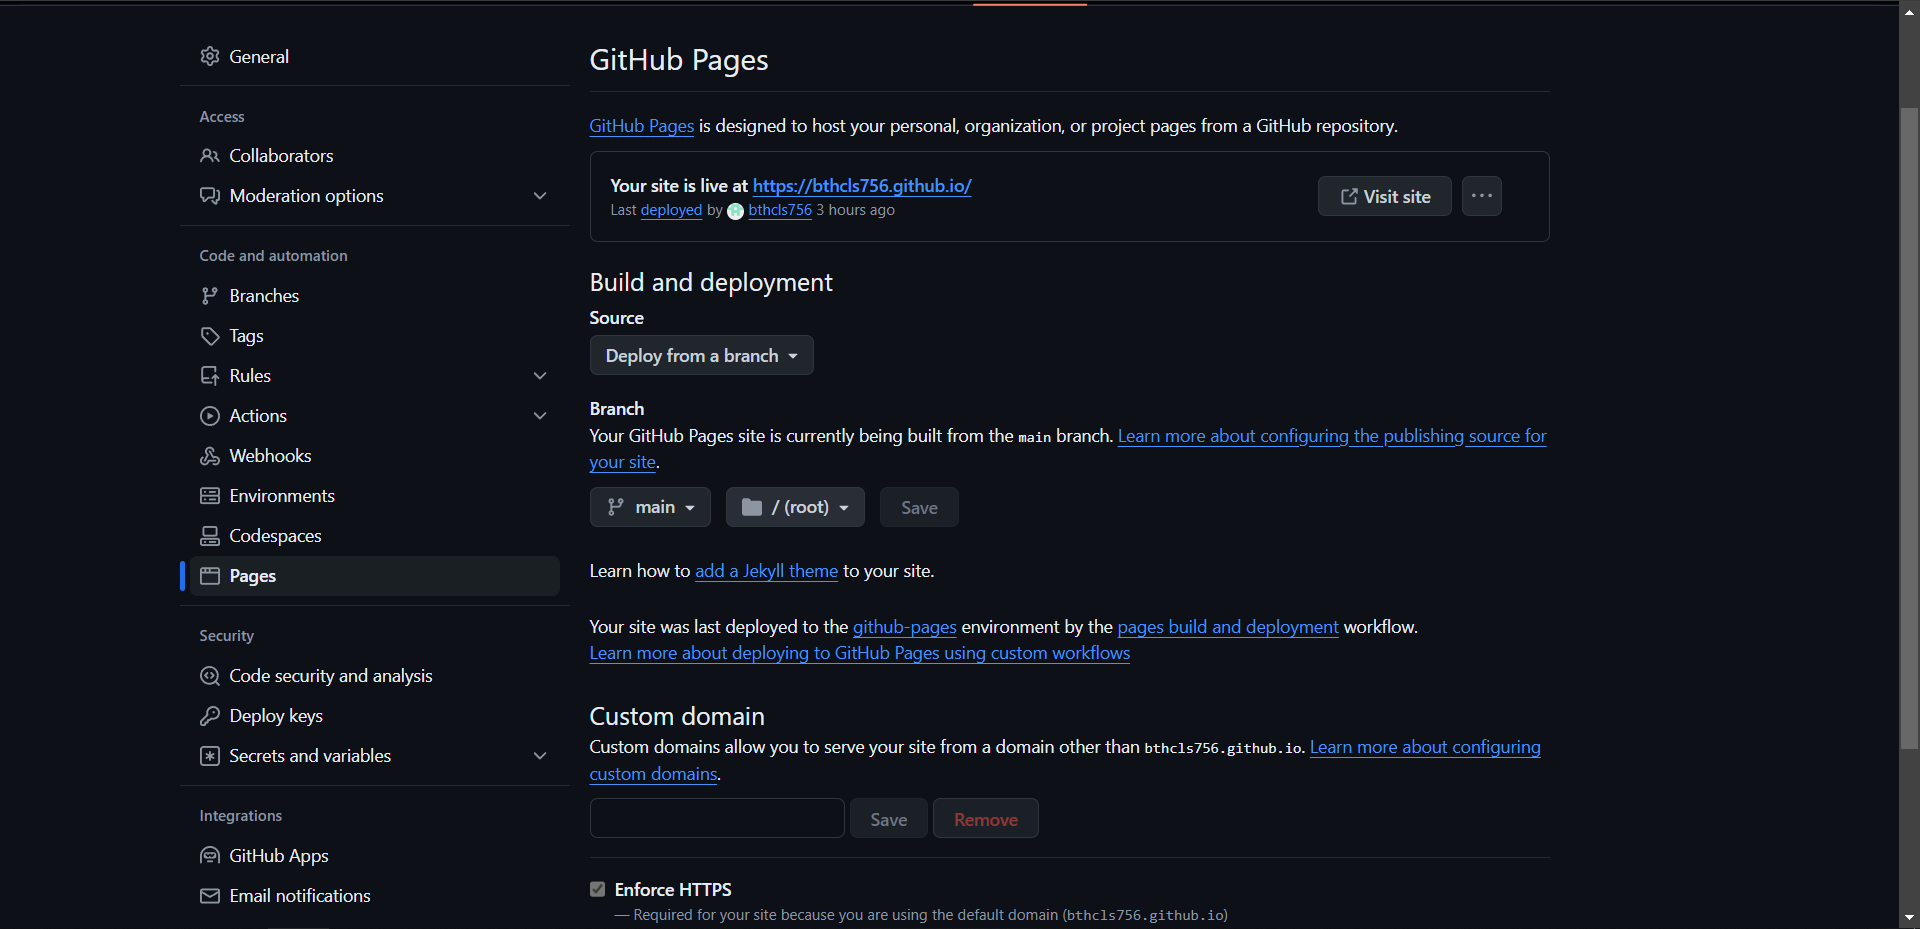 General
Access
Collaborators
Moderation options
Code and automation
Branches
Tags
Rules
Actions
Webhooks
Environments
Codespaces
Pages
Security
Code security and analysis
Deploy keys
Secrets and variables
Integrations
GitHub Apps
Email notifications
GitHub Pages
GitHub Pages is designed to host your personal, organization, or project pages from a GitHub repository.
Your site is live at https://bthcls756.github.io/
Last deployed by bthcls756 3 hours ago
Visit site
Build and deployment
Source
Deploy from a branch
Branch
Your GitHub Pages site is currently being built from the main branch. Learn more about configuring the publishing source for
your site.
main
/ (root)
Save
Learn how to add a Jekyll theme to your site.
Your site was last deployed to the github-pages environment by the pages build and deployment workflow.
Learn more about deploying to GitHub Pages using custom workflows
Custom domain
Custom domains allow you to serve your site from a domain other than bthcls756.github.io. Learn more about configuring
custom domains.
Save
Remove
Enforce HTTPS
— Required for your site because you are using the default domain (bthcls756.github.io)